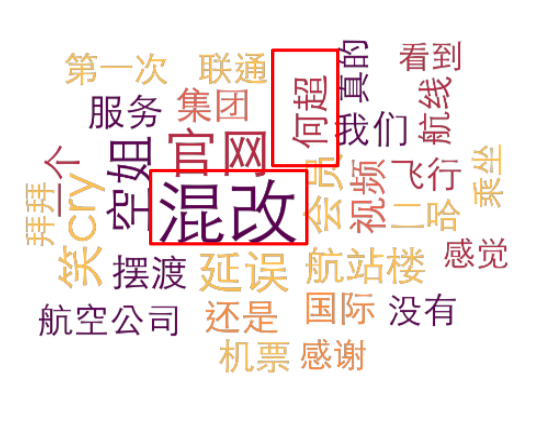 第一次
联通
何超
真的
看到
服务
集团
我们
航线
一个
空姐
官网
拜拜
笑cry
混改
会员
视频
飞行
乘坐
二哈
摆渡
延误
航站楼
感觉
航空公司
还是
国际
没有
机票
感谢